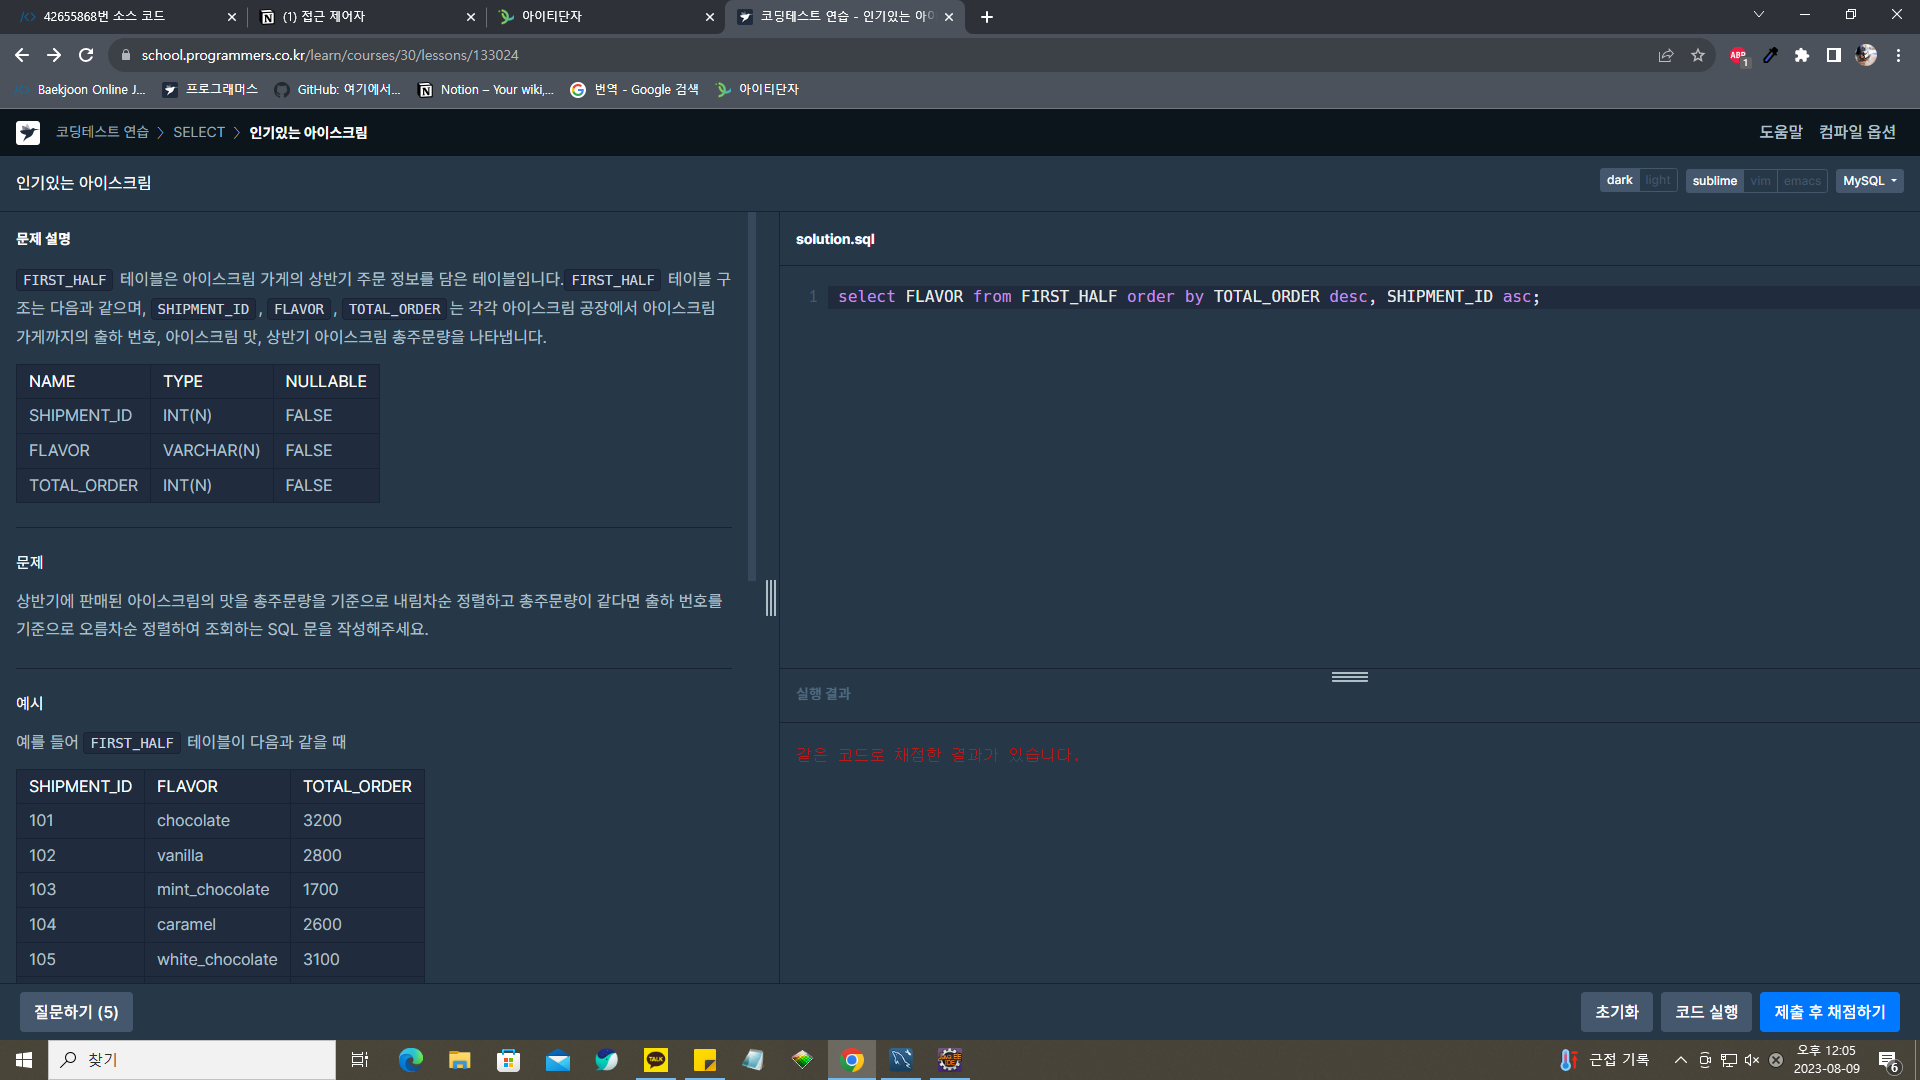 42655868번 소스 코드
(1) 접근 제어자
아이티단자
코딩테스트 연습 - 인기있는 아이
school.programmers.co.kr/learn/courses/30/lessons/133024
ABP
1
Baekjoon Online J...
프로그래머스
GitHub: 여기에서...
Notion – Your wiki,...
번역 - Google 검색
아이티단자
코딩테스트 연습
SELECT
인기있는 아이스크림
도움말
컴파일 옵션
인기있는 아이스크림
dark light
sublime vim emacs
MySQL
문제 설명
FIRST_HALF 테이블은 아이스크림 가게의 상반기 주문 정보를 담은 테이블입니다. FIRST_HALF 테이블 구
조는 다음과 같으며, SHIPMENT_ID, FLAVOR, TOTAL_ORDER 는 각각 아이스크림 공장에서 아이스크림
가게까지의 출하 번호, 아이스크림 맛, 상반기 아이스크림 총주문량을 나타냅니다.
NAME TYPE NULLABLE
SHIPMENT_ID INT(N) FALSE
FLAVOR VARCHAR(N) FALSE
TOTAL_ORDER INT(N) FALSE
문제
상반기에 판매된 아이스크림의 맛을 총주문량을 기준으로 내림차순 정렬하고 총주문량이 같다면 출하 번호를
기준으로 오름차순 정렬하여 조회하는 SQL 문을 작성해주세요.
예시
예를 들어 FIRST_HALF 테이블이 다음과 같을 때
SHIPMENT_ID FLAVOR TOTAL_ORDER
101 chocolate 3200
102 vanilla 2800
103 mint_chocolate 1700
104 caramel 2600
105 white_chocolate 3100
solution.sql
1 select FLAVOR from FIRST_HALF order by TOTAL_ORDER desc, SHIPMENT_ID asc;
실행 결과
같은 코드로 채점한 결과가 있습니다.
질문하기 (5)
초기화
코드 실행
제출 후 채점하기
찾기
TALK
근접 기록
오후 12:05
2023-08-09
6